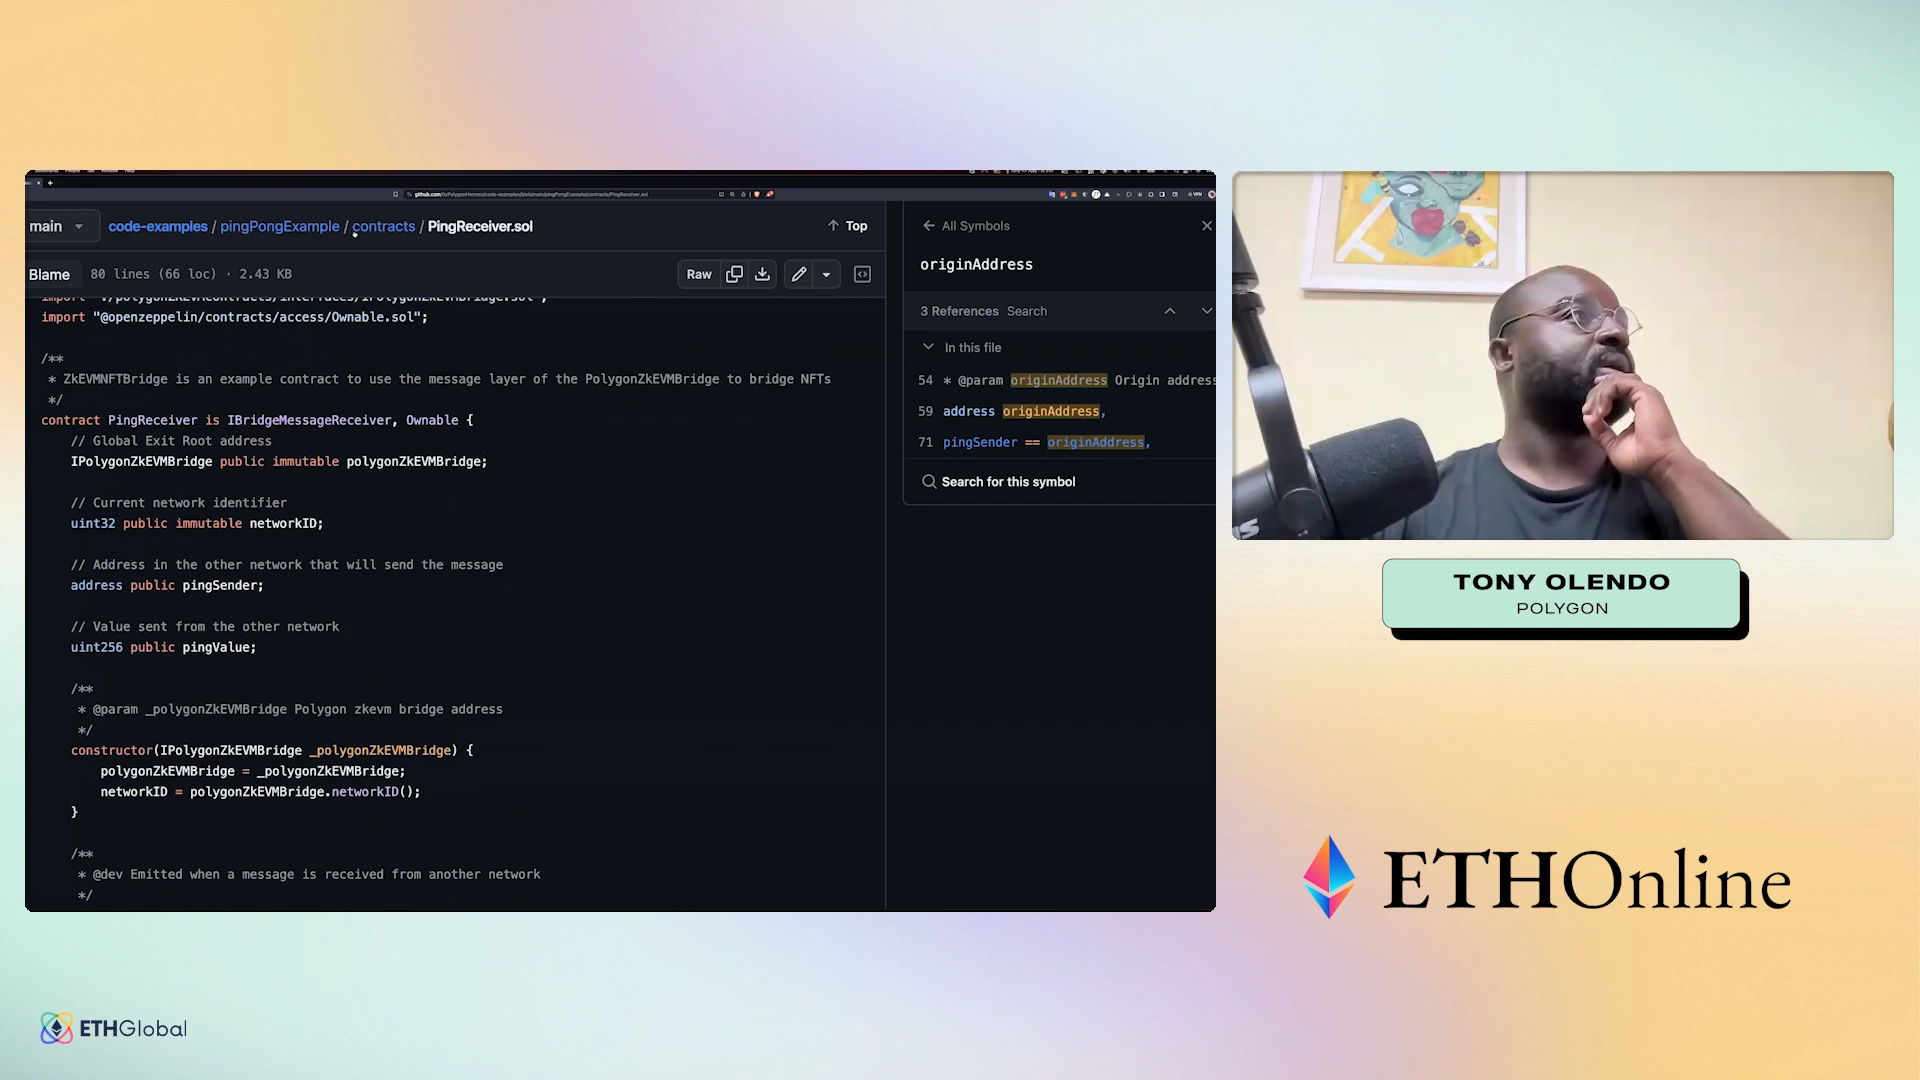 main
code-examples / pingPongExample / contracts / PingReceiver.sol
Top
Blame
80 lines (66 loc) · 2.43 KB
Raw
import "./polygonZKEVMContracts/interfaces/IPolygonZkEVMBridge.sol";
import "@openzeppelin/contracts/access/Ownable.sol";
/**
* ZkEVMNFTBridge is an example contract to use the message layer of the PolygonZkEVMBridge to bridge NFTs
*/
contract PingReceiver is IBridgeMessageReceiver, Ownable {
// Global Exit Root address
IPolygonZkEVMBridge public immutable polygonZkEVMBridge;
// Current network identifier
uint32 public immutable networkID;
// Address in the other network that will send the message
address public pingSender;
// Value sent from the other network
uint256 public pingValue;
/**
* @param _polygonZkEVMBridge Polygon zkevm bridge address
*/
constructor(IPolygonZkEVMBridge _polygonZkEVMBridge) {
polygonZkEVMBridge = _polygonZkEVMBridge;
networkID = polygonZkEVMBridge.networkID();
}
/**
* @dev Emitted when a message is received from another network
*/
All Symbols
originAddress
3 References Search
In this file
54 * @param originAddress Origin address
59 address originAddress,
71 pingSender == originAddress,
Search for this symbol
TONY OLENDO
POLYGON
ETHOnline
ETHGlobal